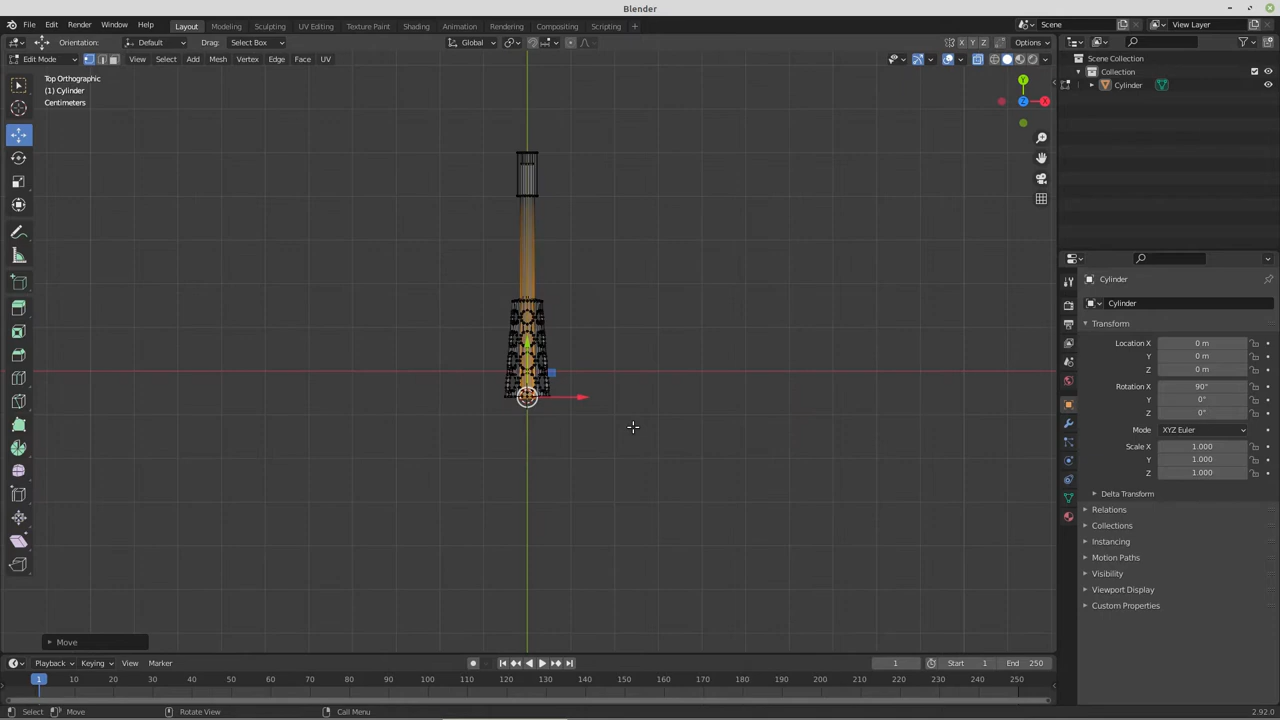 Blender
File Edit Render Window Help Layout Modeling Sculpting UV Editing Texture Paint Shading Animation Rendering Compositing Scripting + Scene View Layer
Orientation: Default Drag: Select Box Global X Y Z Options
Edit Mode View Select Add Mesh Vertex Edge Face UV
Top Orthographic
(1) Cylinder
Centimeters
Y
Z X
Move
Scene Collection
Collection
Cylinder
Cylinder
Cylinder
Transform
Location X 0 m
Y 0 m
Z 0 m
Rotation X 90°
Y 0°
Z 0°
Mode XYZ Euler
Scale X 1.000
Y 1.000
Z 1.000
Delta Transform
Relations
Collections
Instancing
Motion Paths
Visibility
Viewport Display
Custom Properties
Playback Keying View Marker 1 Start 1 End 250
1 10 20 30 40 50 60 70 80 90 100 110 120 130 140 150 160 170 180 190 200 210 220 230 240 250
Select Move Rotate View Call Menu 2.92.0